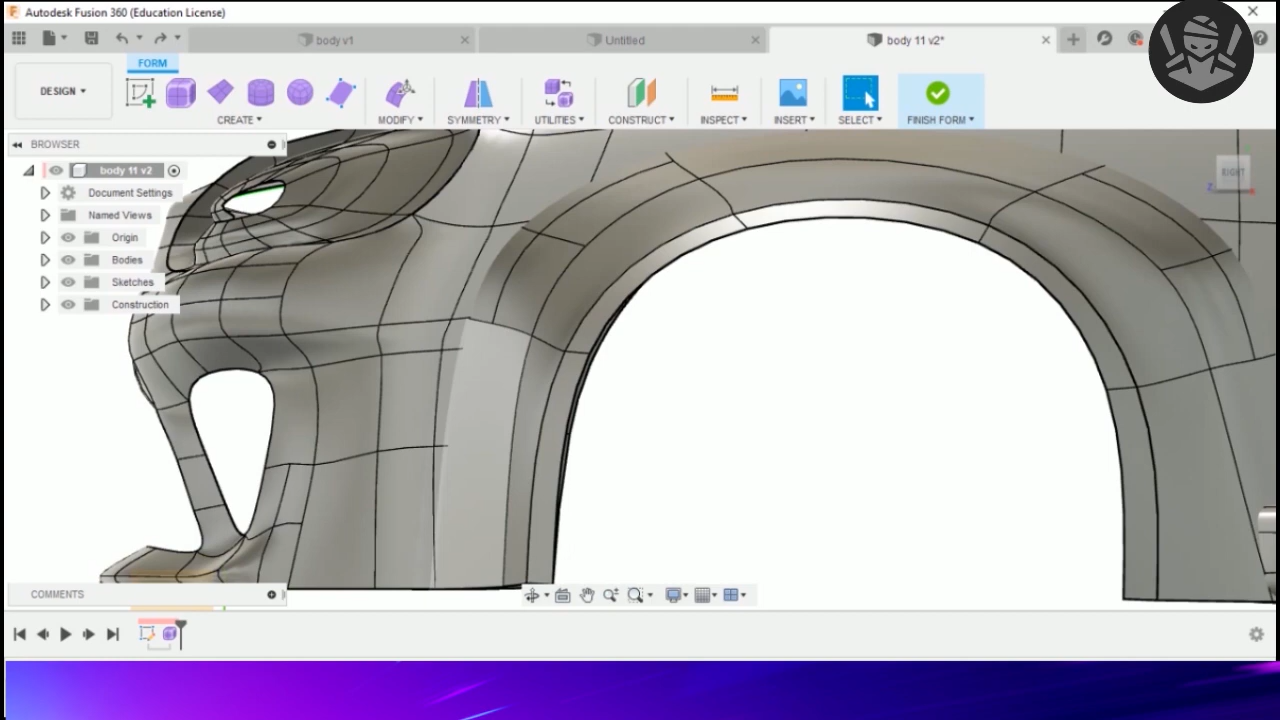 Autodesk Fusion 360 (Education License)
body v1
Untitled
body 11 v2*
FORM
DESIGN
CREATE
MODIFY
SYMMETRY
UTILITIES
CONSTRUCT
INSPECT
INSERT
SELECT
FINISH FORM
BROWSER
body 11 v2
Document Settings
Named Views
Origin
Bodies
Sketches
Construction
RIGHT
Z
COMMENTS